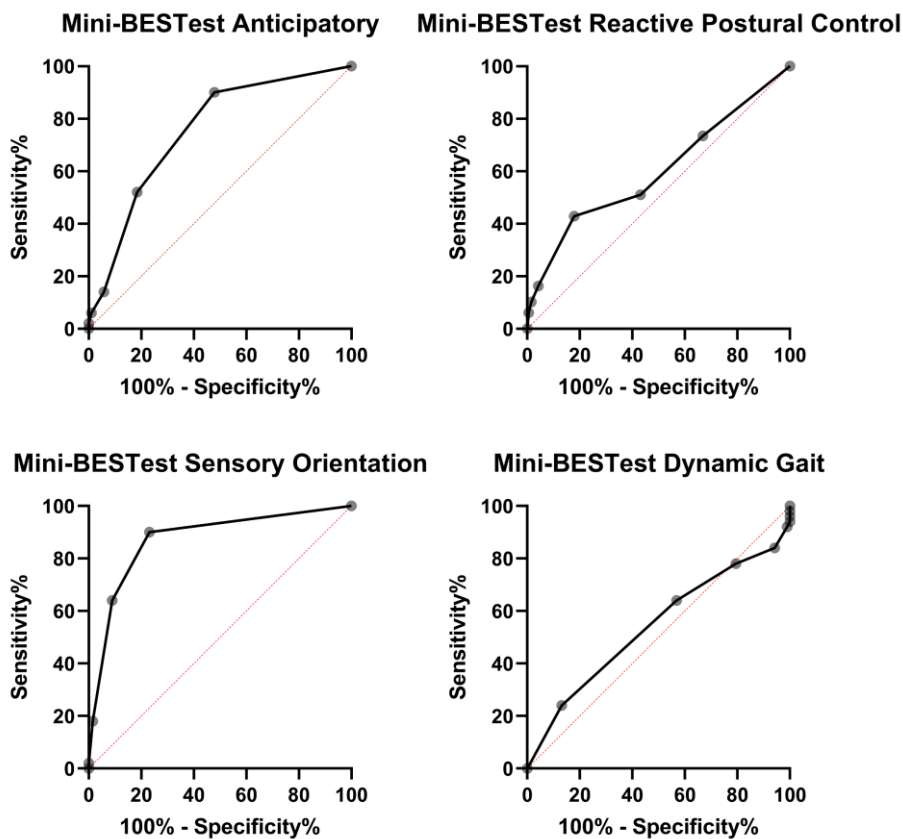 Mini-BESTest Anticipatory
100
80
60
40
20
0
Sensitivity%
0 20 40 60 80 100
100% - Specificity%
Mini-BESTest Reactive Postural Control
100
80
60
40
20
0
Sensitivity%
0 20 40 60 80 100
100% - Specificity%
Mini-BESTest Sensory Orientation
100
80
60
40
20
0
Sensitivity%
0 20 40 60 80 100
100% - Specificity%
Mini-BESTest Dynamic Gait
100
80
60
40
20
0
Sensitivity%
0 20 40 60 80 100
100% - Specificity%